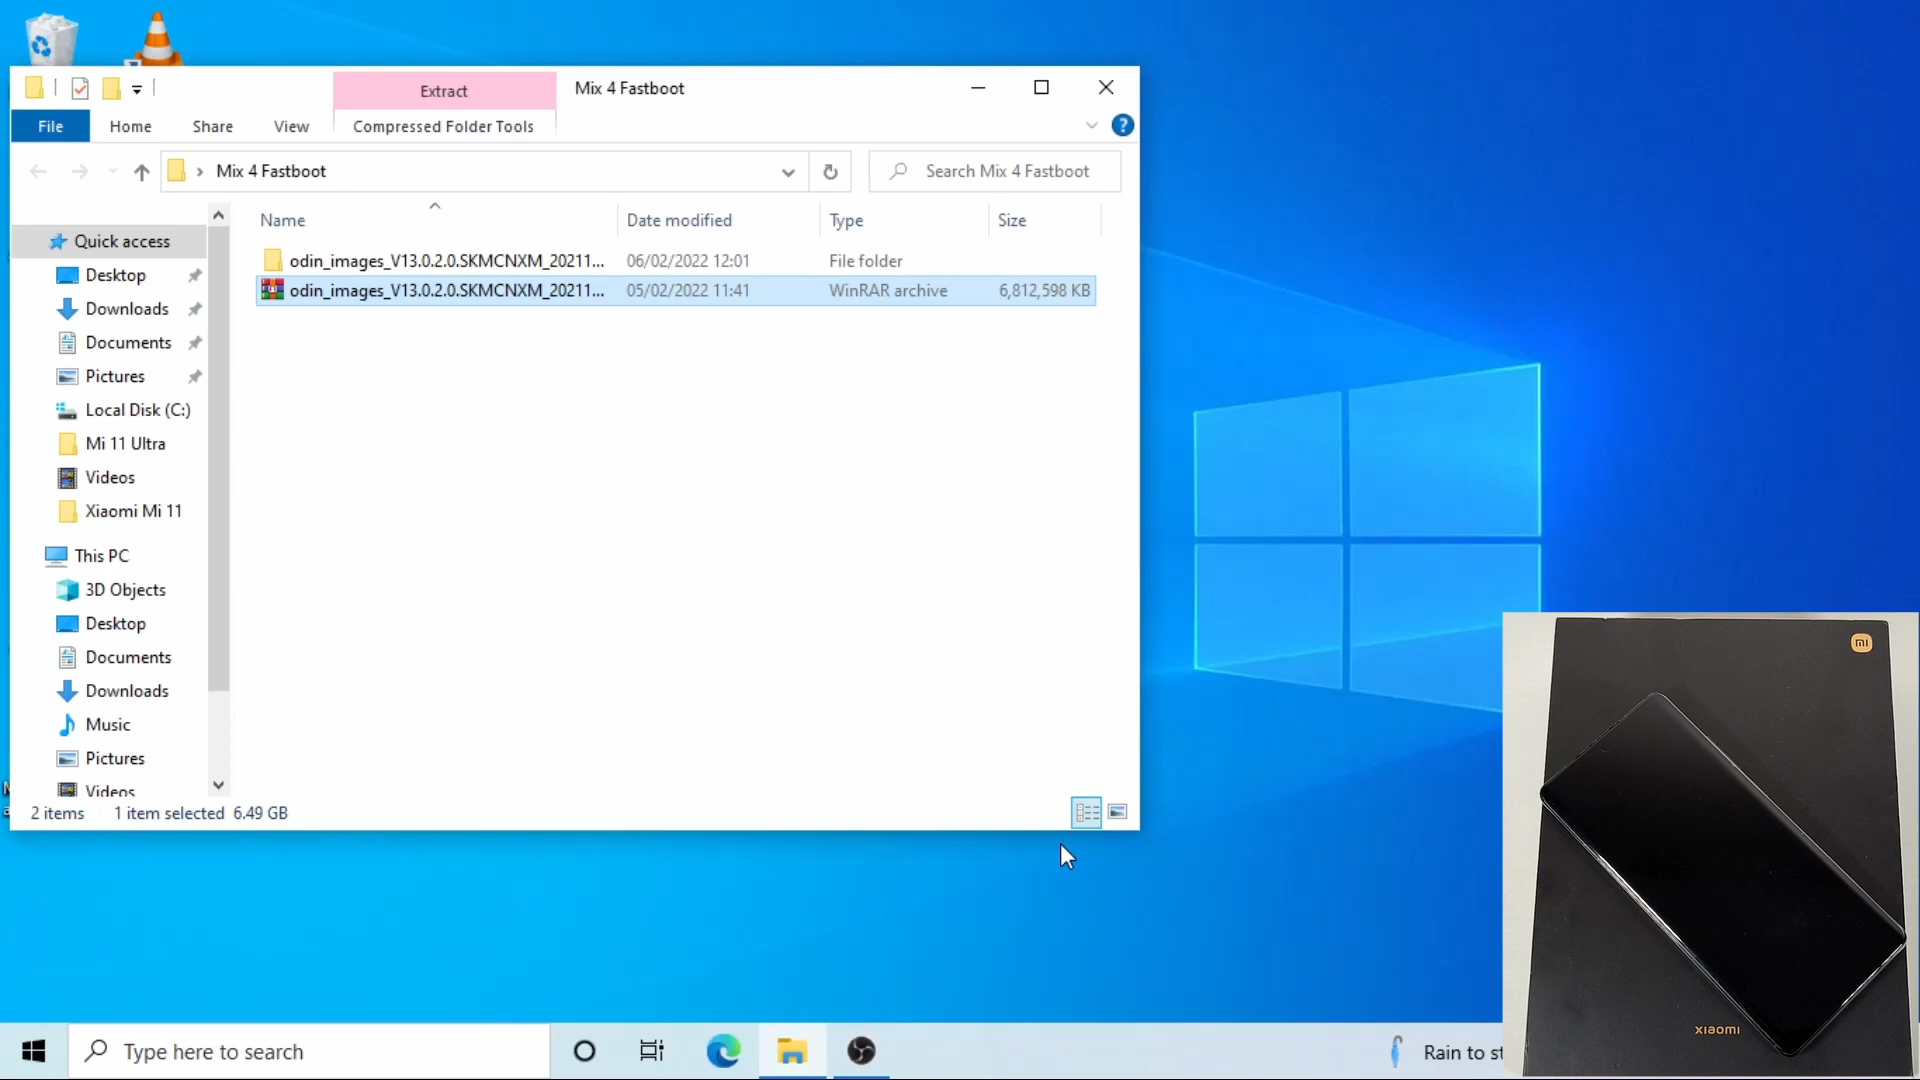 Extract
Mix 4 Fastboot
File
Home
Share
View
Compressed Folder Tools
?
Mix 4 Fastboot
Search Mix 4 Fastboot
Name
Date modified
Type
Size
odin_images_V13.0.2.0.SKMCNXM_20211...
06/02/2022 12:01
File folder
odin_images_V13.0.2.0.SKMCNXM_20211...
05/02/2022 11:41
WinRAR archive
6,812,598 KB
Quick access
Desktop
Downloads
Documents
Pictures
Local Disk (C:)
Mi 11 Ultra
Videos
Xiaomi Mi 11
This PC
3D Objects
Desktop
Documents
Downloads
Music
Pictures
Videos
2 items
1 item selected 6.49 GB
mi
xiaomi
Type here to search
Rain to st